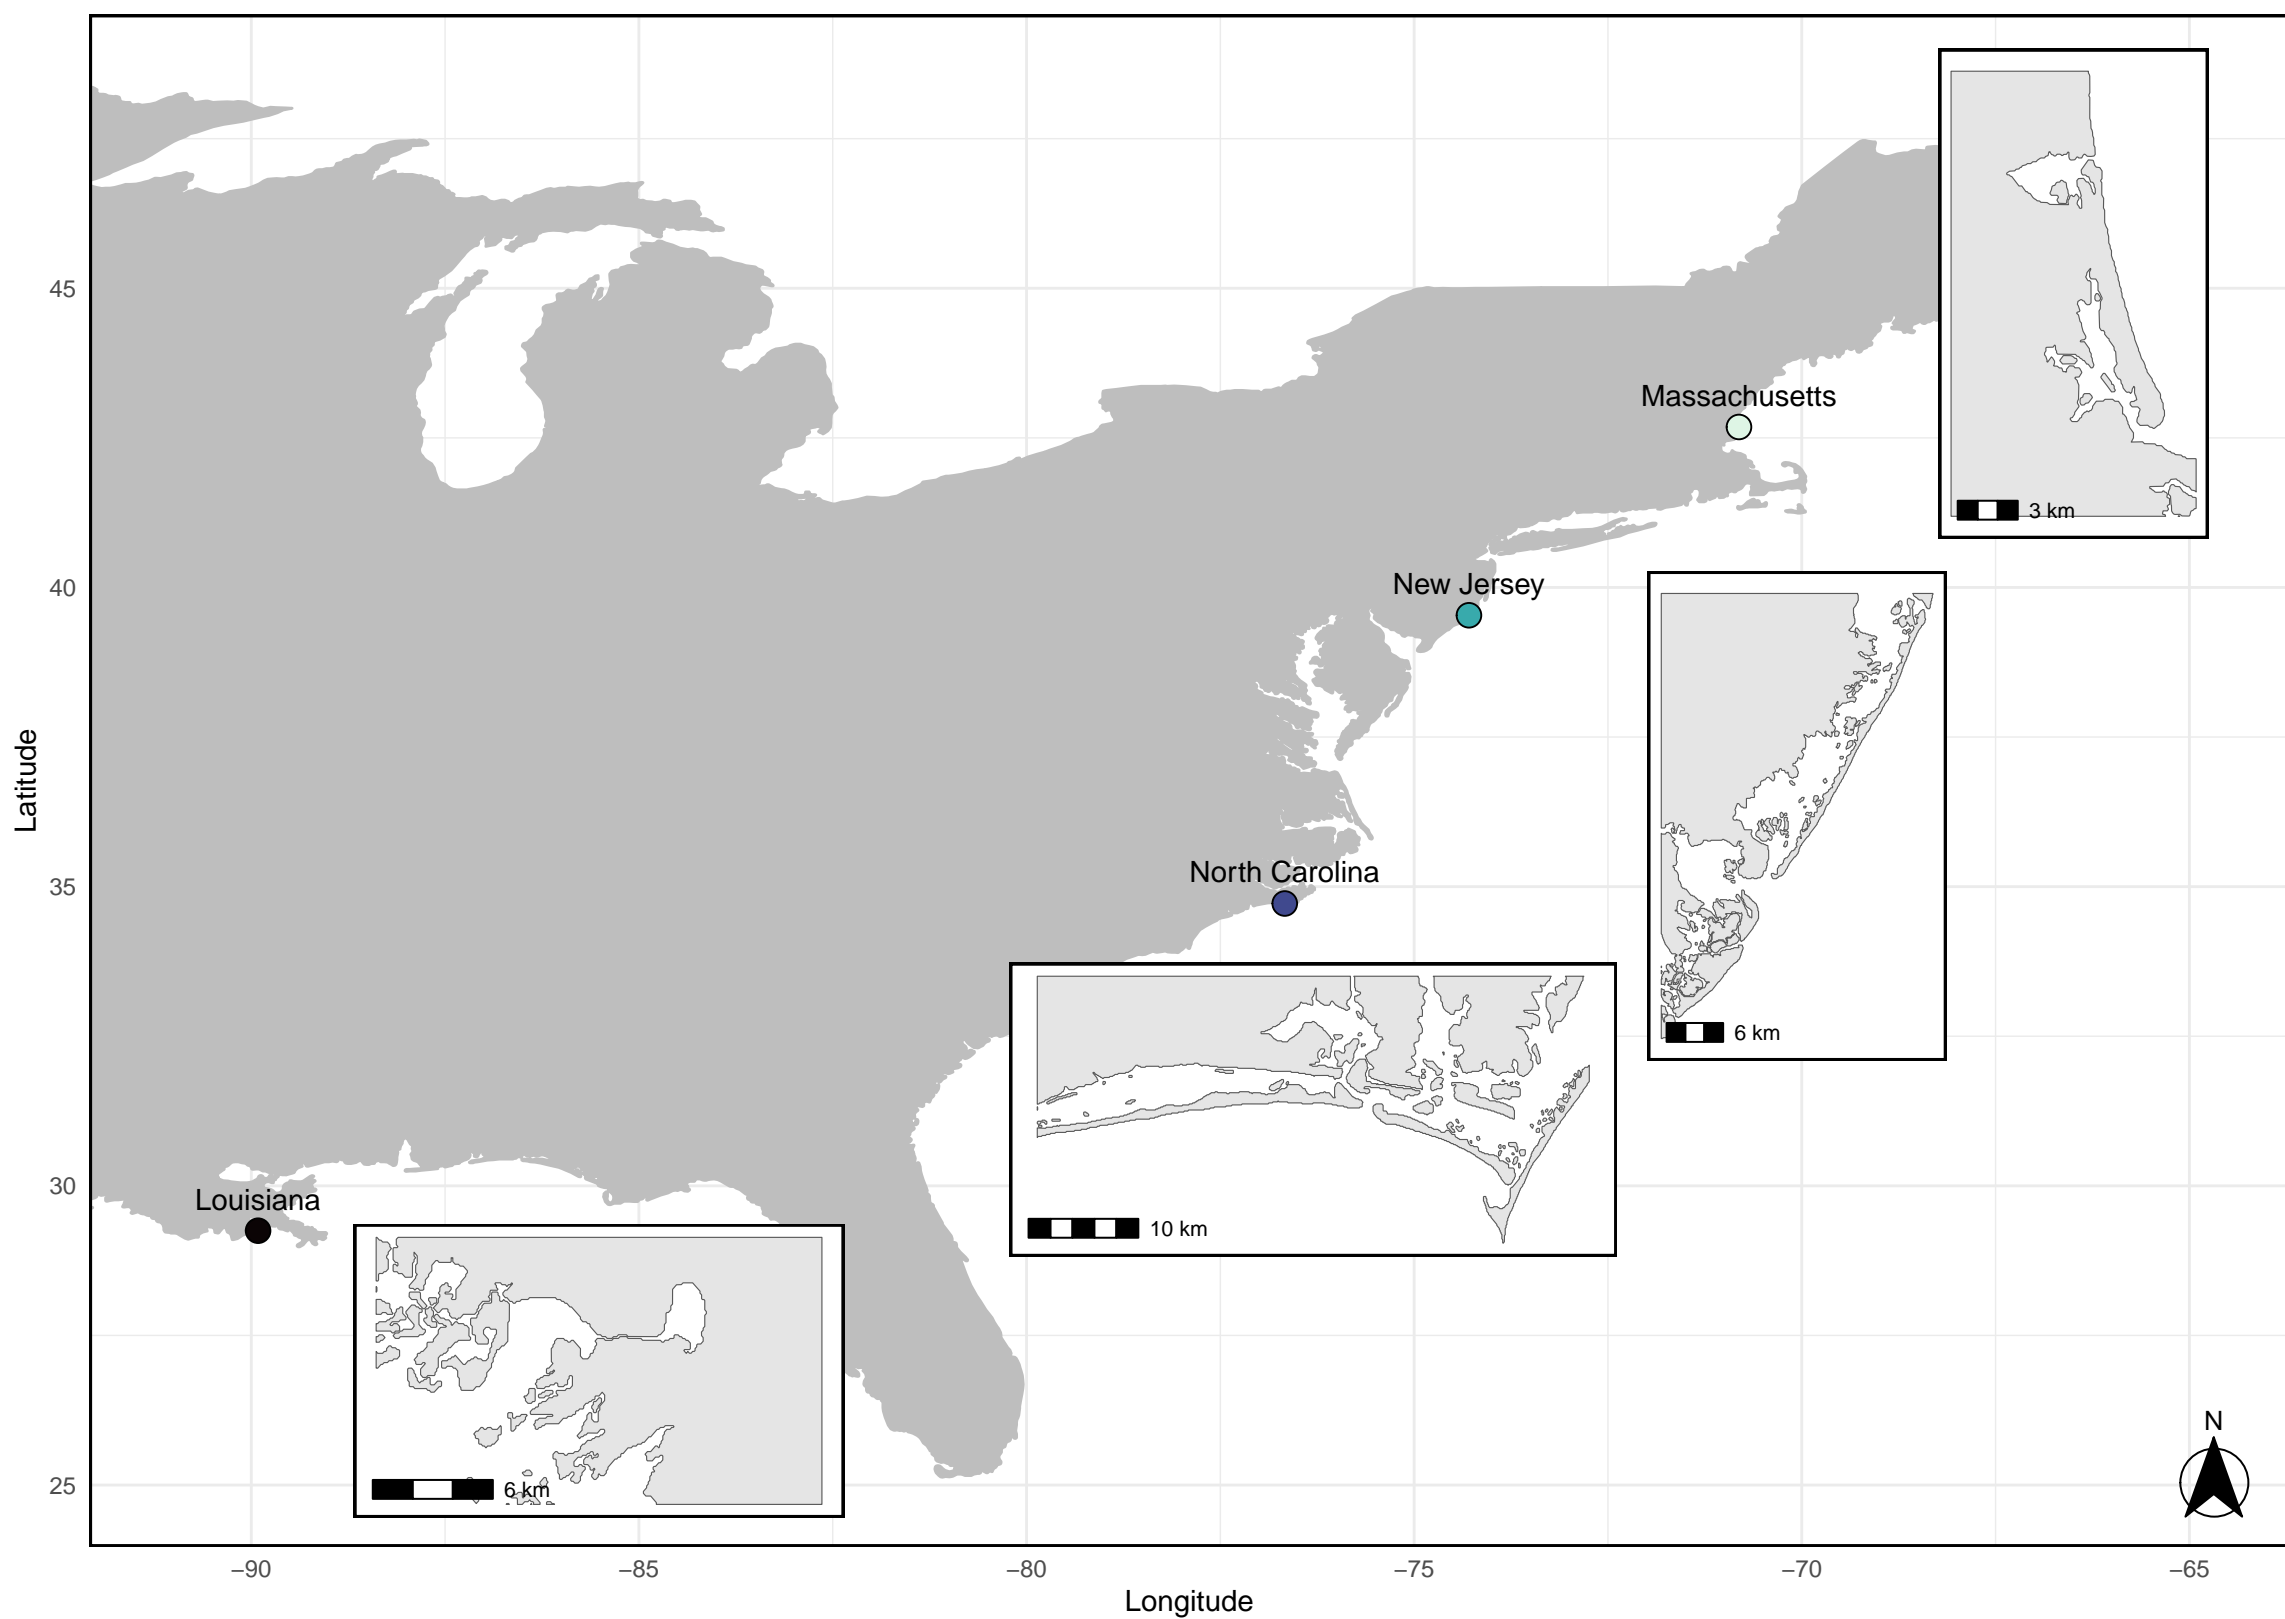 45
40
35
30
25
Latitude
Massachusetts
3 km
New Jersey
6 km
North Carolina
10 km
Louisiana
6 km
N
−90
−85
−80
−75
−70
−65
Longitude